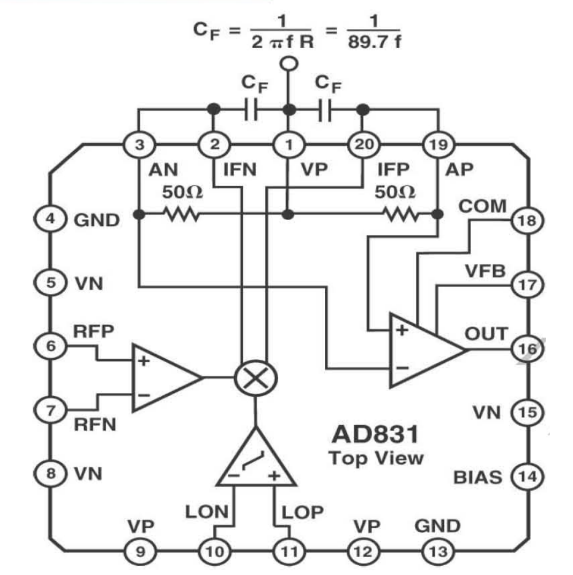 C_F = 1 / 2 πf R = 1 / 89.7 f
C_F C_F
3 2 1 20 19
AN IFN VP IFP AP
50Ω 50Ω
4 GND COM 18
5 VN VFB 17
6 RFP + + OUT 16
7 RFN − − VN 15
8 VN AD831
Top View
BIAS 14
− +
LON LOP
VP VP GND
9 10 11 12 13